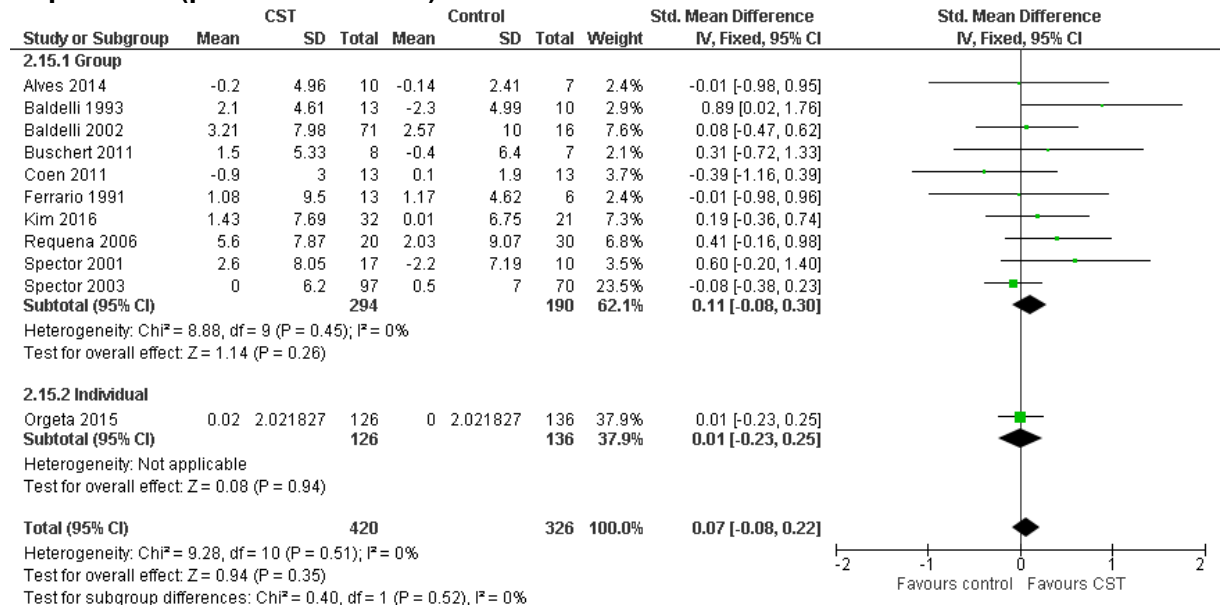 CST Control Std. Mean Difference Std. Mean Difference
Study or Subgroup Mean SD Total Mean SD Total Weight IV, Fixed, 95% CI IV, Fixed, 95% CI
2.15.1 Group
Alves 2014 -0.2 4.96 10 -0.14 2.41 7 2.4% -0.01 [-0.98, 0.95]
Baldelli 1993 2.1 4.61 13 -2.3 4.99 10 2.9% 0.89 [0.02, 1.76]
Baldelli 2002 3.21 7.98 71 2.57 10 16 7.6% 0.08 [-0.47, 0.62]
Buschert 2011 1.5 5.33 8 -0.4 6.4 7 2.1% 0.31 [-0.72, 1.33]
Coen 2011 -0.9 3 13 0.1 1.9 13 3.7% -0.39 [-1.16, 0.39]
Ferrario 1991 1.08 9.5 13 1.17 4.62 6 2.4% -0.01 [-0.98, 0.96]
Kim 2016 1.43 7.69 32 0.01 6.75 21 7.3% 0.19 [-0.36, 0.74]
Requena 2006 5.6 7.87 20 2.03 9.07 30 6.8% 0.41 [-0.16, 0.98]
Spector 2001 2.6 8.05 17 -2.2 7.19 10 3.5% 0.60 [-0.20, 1.40]
Spector 2003 0 6.2 97 0.5 7 70 23.5% -0.08 [-0.38, 0.23]
Subtotal (95% CI) 294 190 62.1% 0.11 [-0.08, 0.30]
Heterogeneity: Chi² = 8.88, df = 9 (P = 0.45); I² = 0%
Test for overall effect: Z = 1.14 (P = 0.26)
2.15.2 Individual
Orgeta 2015 0.02 2.021827 126 0 2.021827 136 37.9% 0.01 [-0.23, 0.25]
Subtotal (95% CI) 126 136 37.9% 0.01 [-0.23, 0.25]
Heterogeneity: Not applicable
Test for overall effect: Z = 0.08 (P = 0.94)
Total (95% CI) 420 326 100.0% 0.07 [-0.08, 0.22]
Heterogeneity: Chi² = 9.28, df = 10 (P = 0.51); I² = 0%
Test for overall effect: Z = 0.94 (P = 0.35)
Test for subgroup differences: Chi² = 0.40, df = 1 (P = 0.52), I² = 0%
-2 -1 0 1 2
Favours control Favours CST